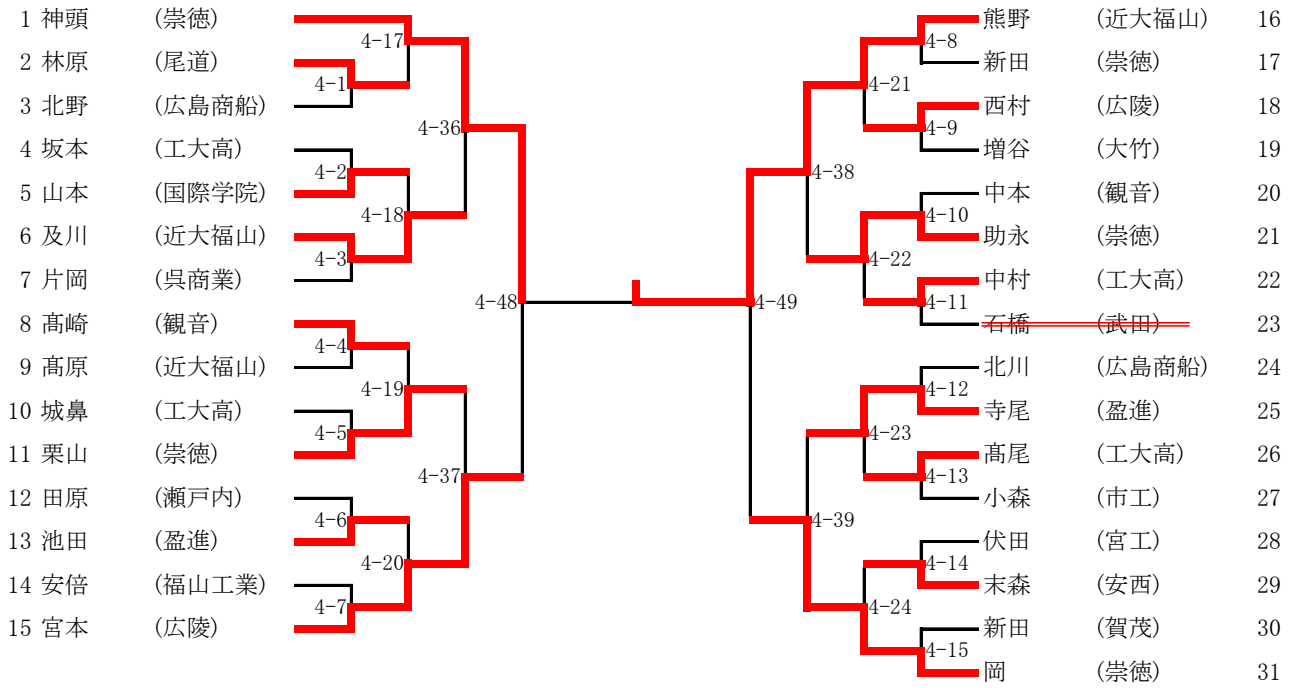 1 神頭 (崇徳)
2 林原 (尾道)
3 北野 (広島商船)
4 坂本 (工大高)
5 山本 (国際学院)
6 及川 (近大福山)
7 片岡 (呉商業)
8 髙崎 (観音)
9 髙原 (近大福山)
10 城鼻 (工大高)
11 栗山 (崇徳)
12 田原 (瀬戸内)
13 池田 (盈進)
14 安倍 (福山工業)
15 宮本 (広陵)
4-1
4-2
4-3
4-4
4-5
4-6
4-7
4-17
4-18
4-19
4-20
4-36
4-37
4-48
4-49
4-38
4-39
4-21
4-22
4-23
4-24
4-8
4-9
4-10
4-11
4-12
4-13
4-14
4-15
熊野 (近大福山) 16
新田 (崇徳) 17
西村 (広陵) 18
増谷 (大竹) 19
中本 (観音) 20
助永 (崇徳) 21
中村 (工大高) 22
石橋 (武田) 23
北川 (広島商船) 24
寺尾 (盈進) 25
髙尾 (工大高) 26
小森 (市工) 27
伏田 (宮工) 28
末森 (安西) 29
新田 (賀茂) 30
岡 (崇徳) 31